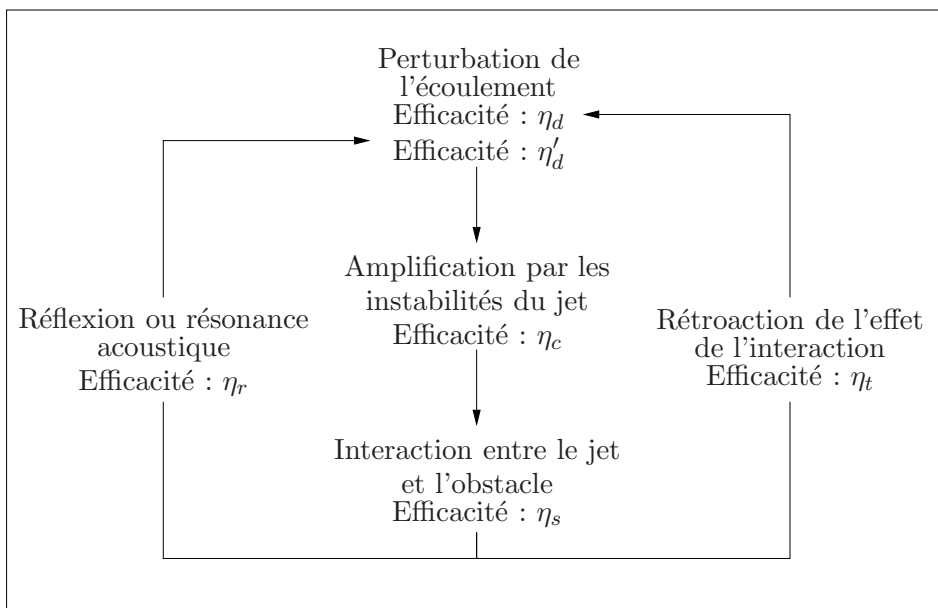 Perturbation de
l'écoulement
Efficacité : η_d
Efficacité : η′_d
Amplification par les
instabilités du jet
Efficacité : η_c
Réflexion ou résonance
acoustique
Efficacité : η_r
Rétroaction de l'effet
de l'interaction
Efficacité : η_t
Interaction entre le jet
et l'obstacle
Efficacité : η_s